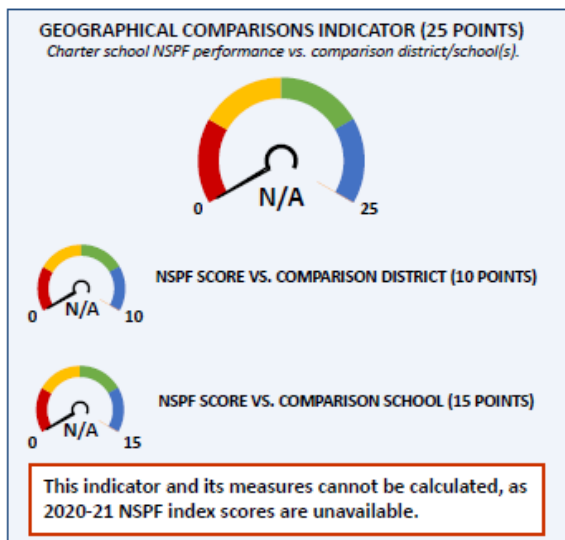 GEOGRAPHICAL COMPARISONS INDICATOR (25 POINTS)
Charter school NSPF performance vs. comparison district/school(s).
N/A
0 25
NSPF SCORE VS. COMPARISON DISTRICT (10 POINTS)
N/A
0 10
NSPF SCORE VS. COMPARISON SCHOOL (15 POINTS)
N/A
0 15
This indicator and its measures cannot be calculated, as
2020-21 NSPF index scores are unavailable.